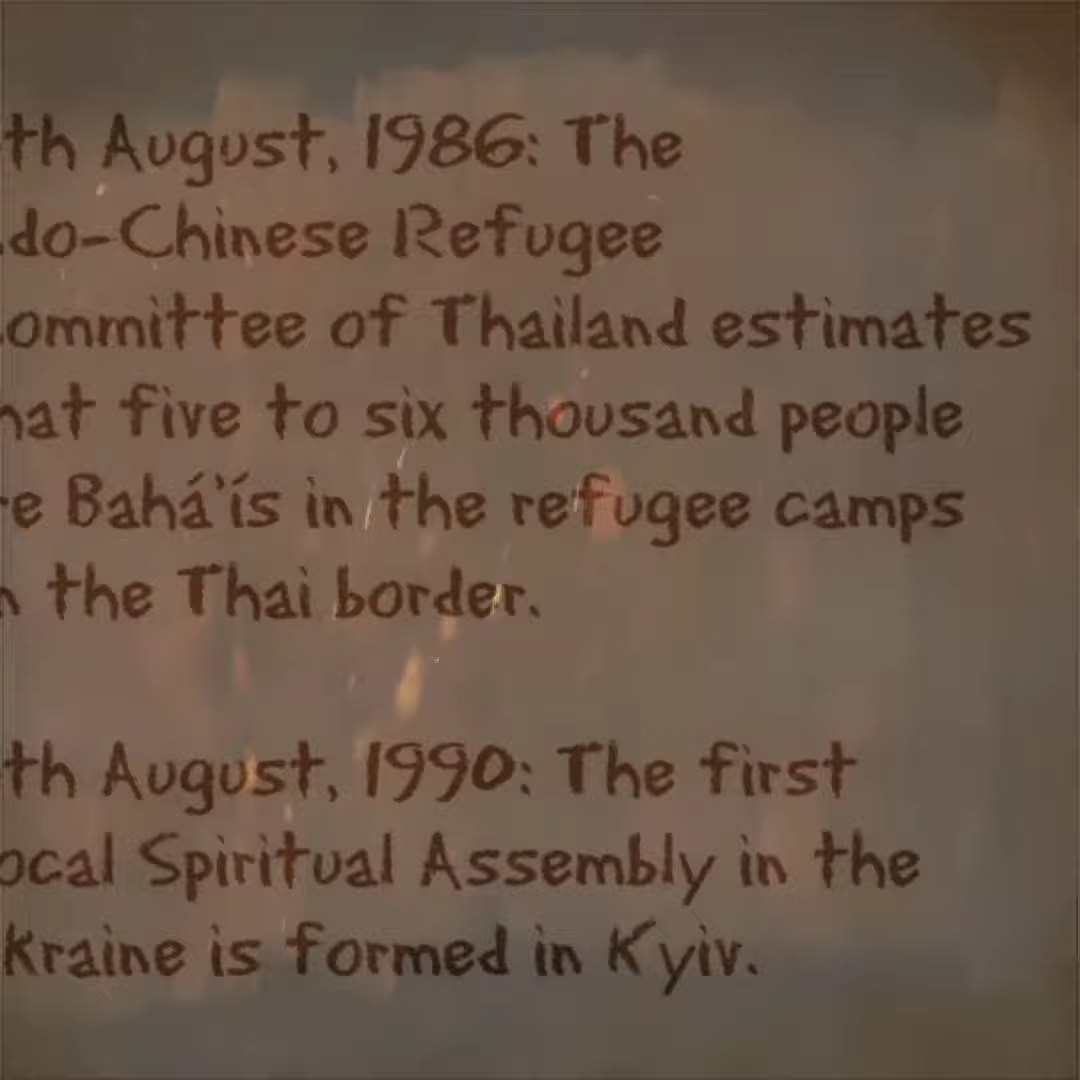 th August, 1986: The
do-Chinese Refugee
ommittee of Thailand estimates
hat five to six thousand people
re Bahá'ís in the refugee camps
n the Thai border.
th August, 1990: The first
ocal Spiritual Assembly in the
kraine is formed in Kyiv.